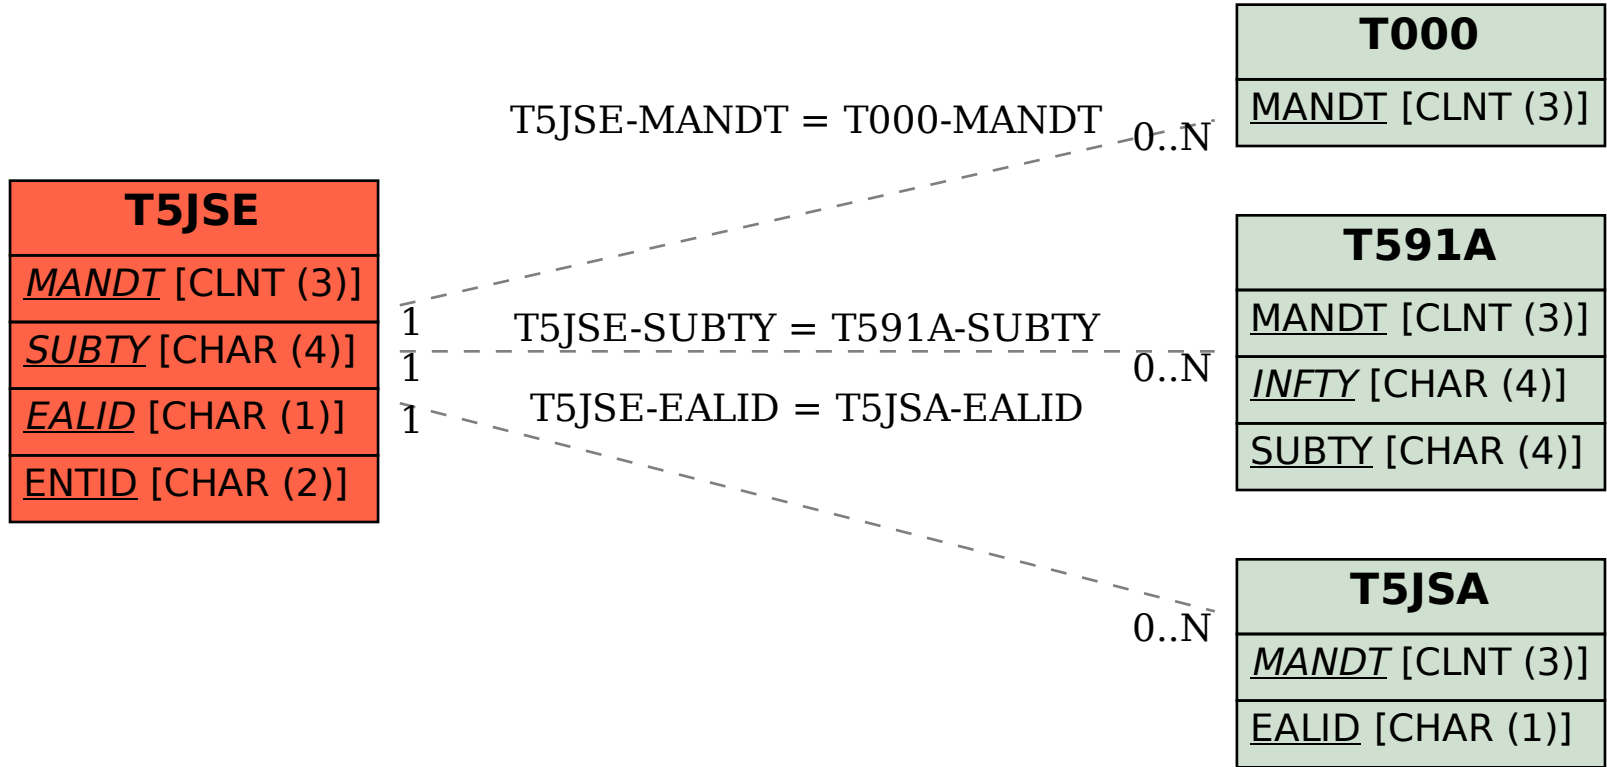 T5JSE
MANDT [CLNT (3)]
SUBTY [CHAR (4)]
EALID [CHAR (1)]
ENTID [CHAR (2)]
T5JSE-MANDT = T000-MANDT
0..N
1
T5JSE-SUBTY = T591A-SUBTY
1
0..N
T5JSE-EALID = T5JSA-EALID
1
0..N
T000
MANDT [CLNT (3)]
T591A
MANDT [CLNT (3)]
INFTY [CHAR (4)]
SUBTY [CHAR (4)]
T5JSA
MANDT [CLNT (3)]
EALID [CHAR (1)]